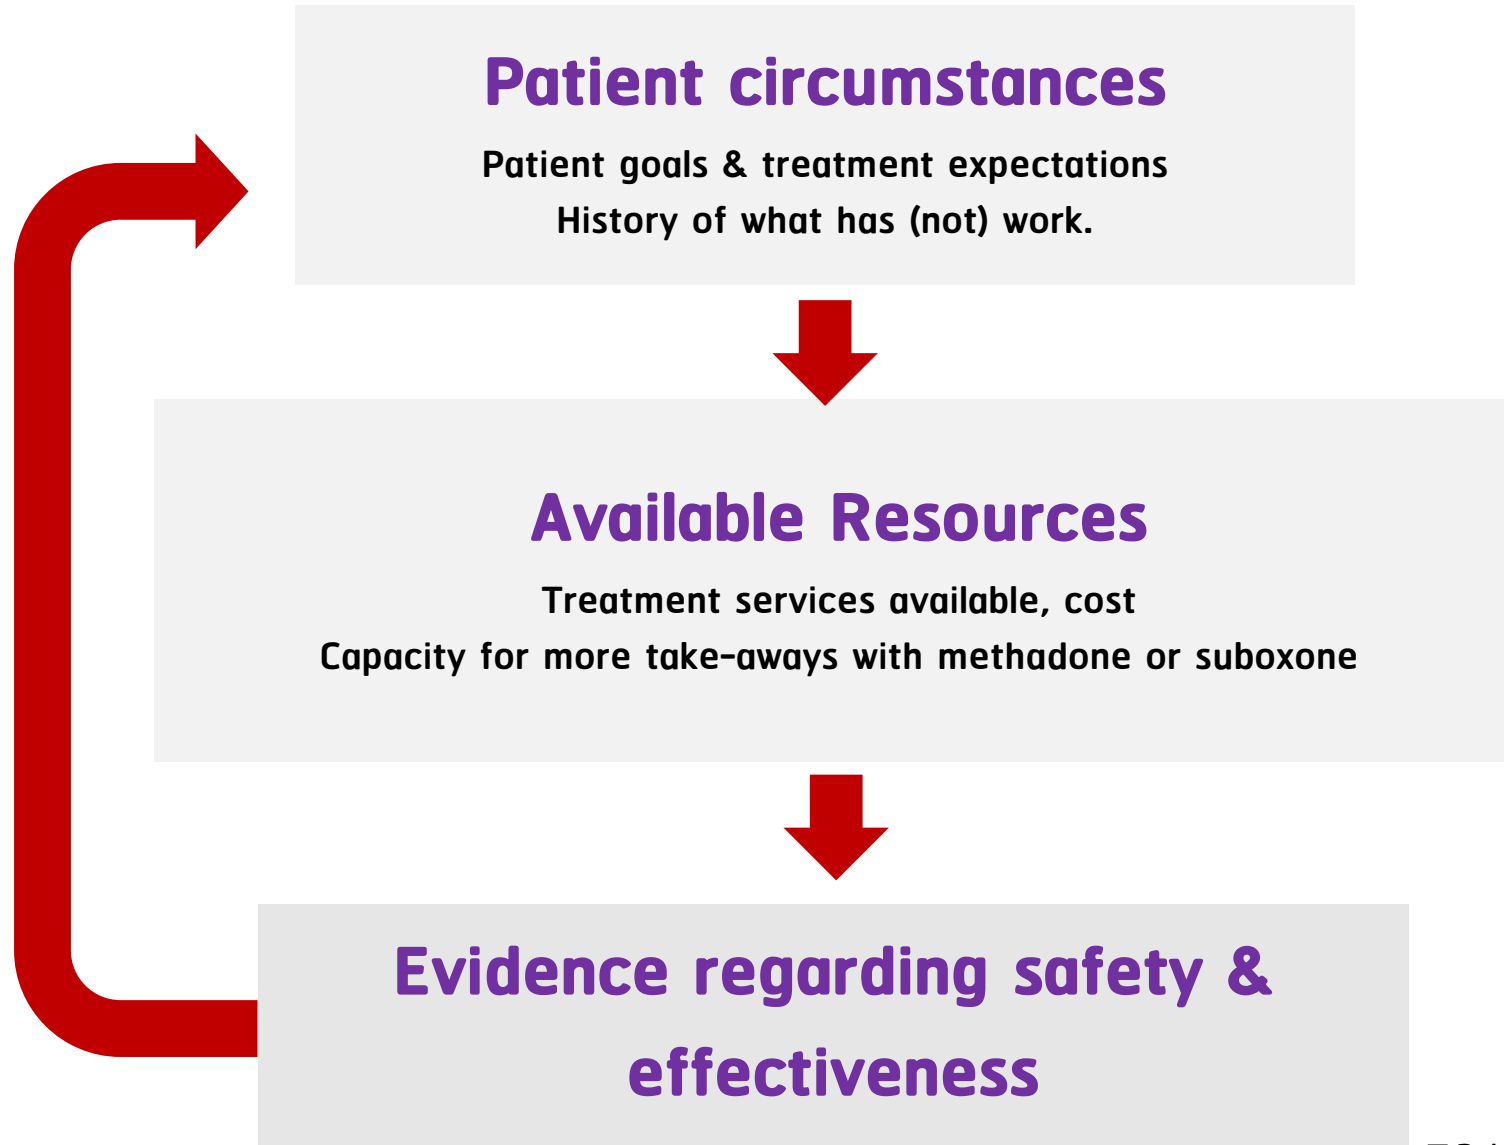 Patient circumstances
Patient goals & treatment expectations
History of what has (not) work.
Available Resources
Treatment services available, cost
Capacity for more take-aways with methadone or suboxone
Evidence regarding safety &
effectiveness